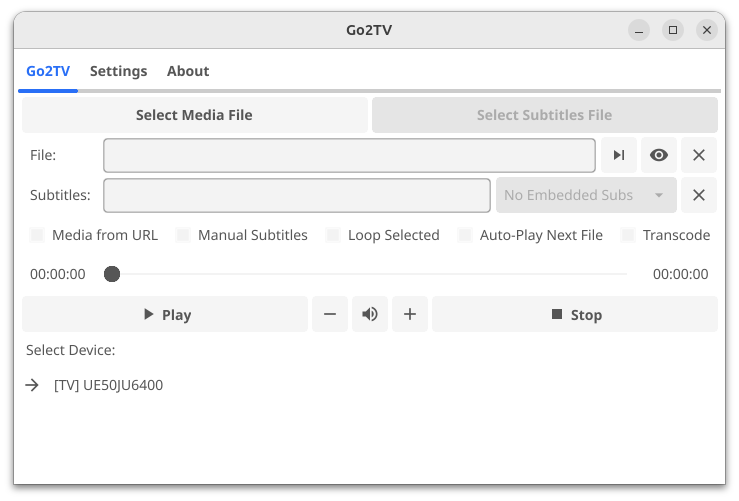 Go2TV
Go2TV Settings About
Select Media File Select Subtitles File
File:
Subtitles: No Embedded Subs
Media from URL Manual Subtitles Loop Selected Auto-Play Next File Transcode
00:00:00 00:00:00
Play Stop
Select Device:
[TV] UE50JU6400